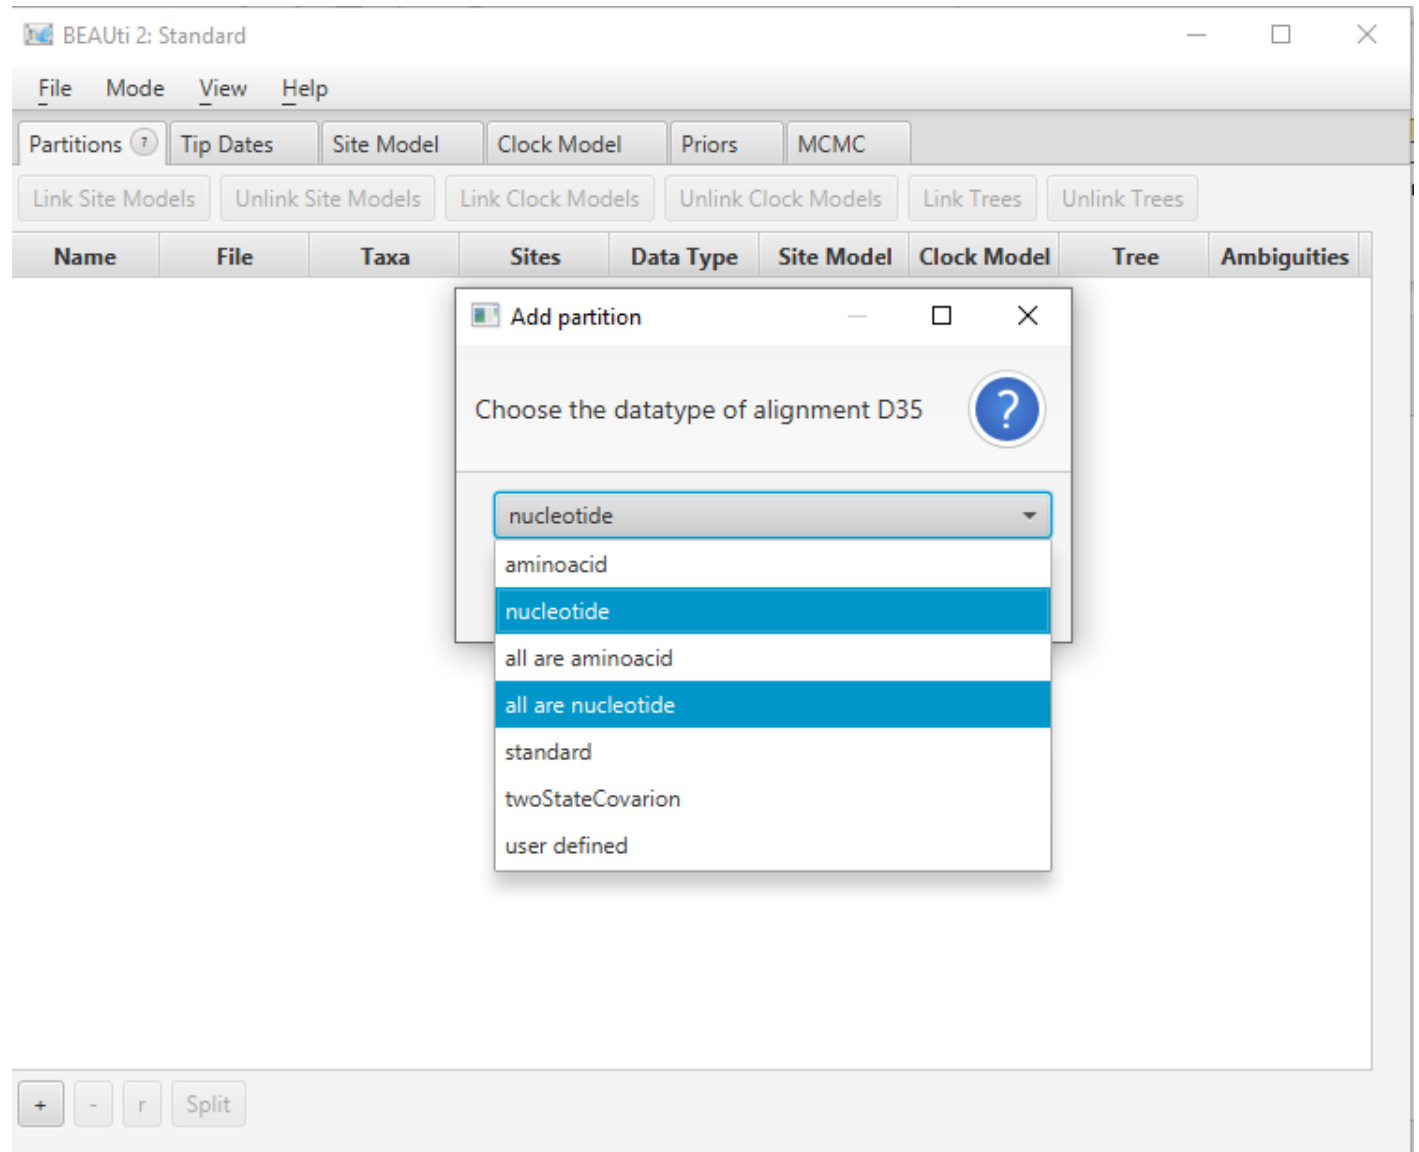 BEAUti 2: Standard
File Mode View Help
Partitions ? Tip Dates Site Model Clock Model Priors MCMC
Link Site Models Unlink Site Models Link Clock Models Unlink Clock Models Link Trees Unlink Trees
Name File Taxa Sites Data Type Site Model Clock Model Tree Ambiguities
Add partition
Choose the datatype of alignment D35 ?
nucleotide
aminoacid
nucleotide
all are aminoacid
all are nucleotide
standard
twoStateCovarion
user defined
+ - r Split